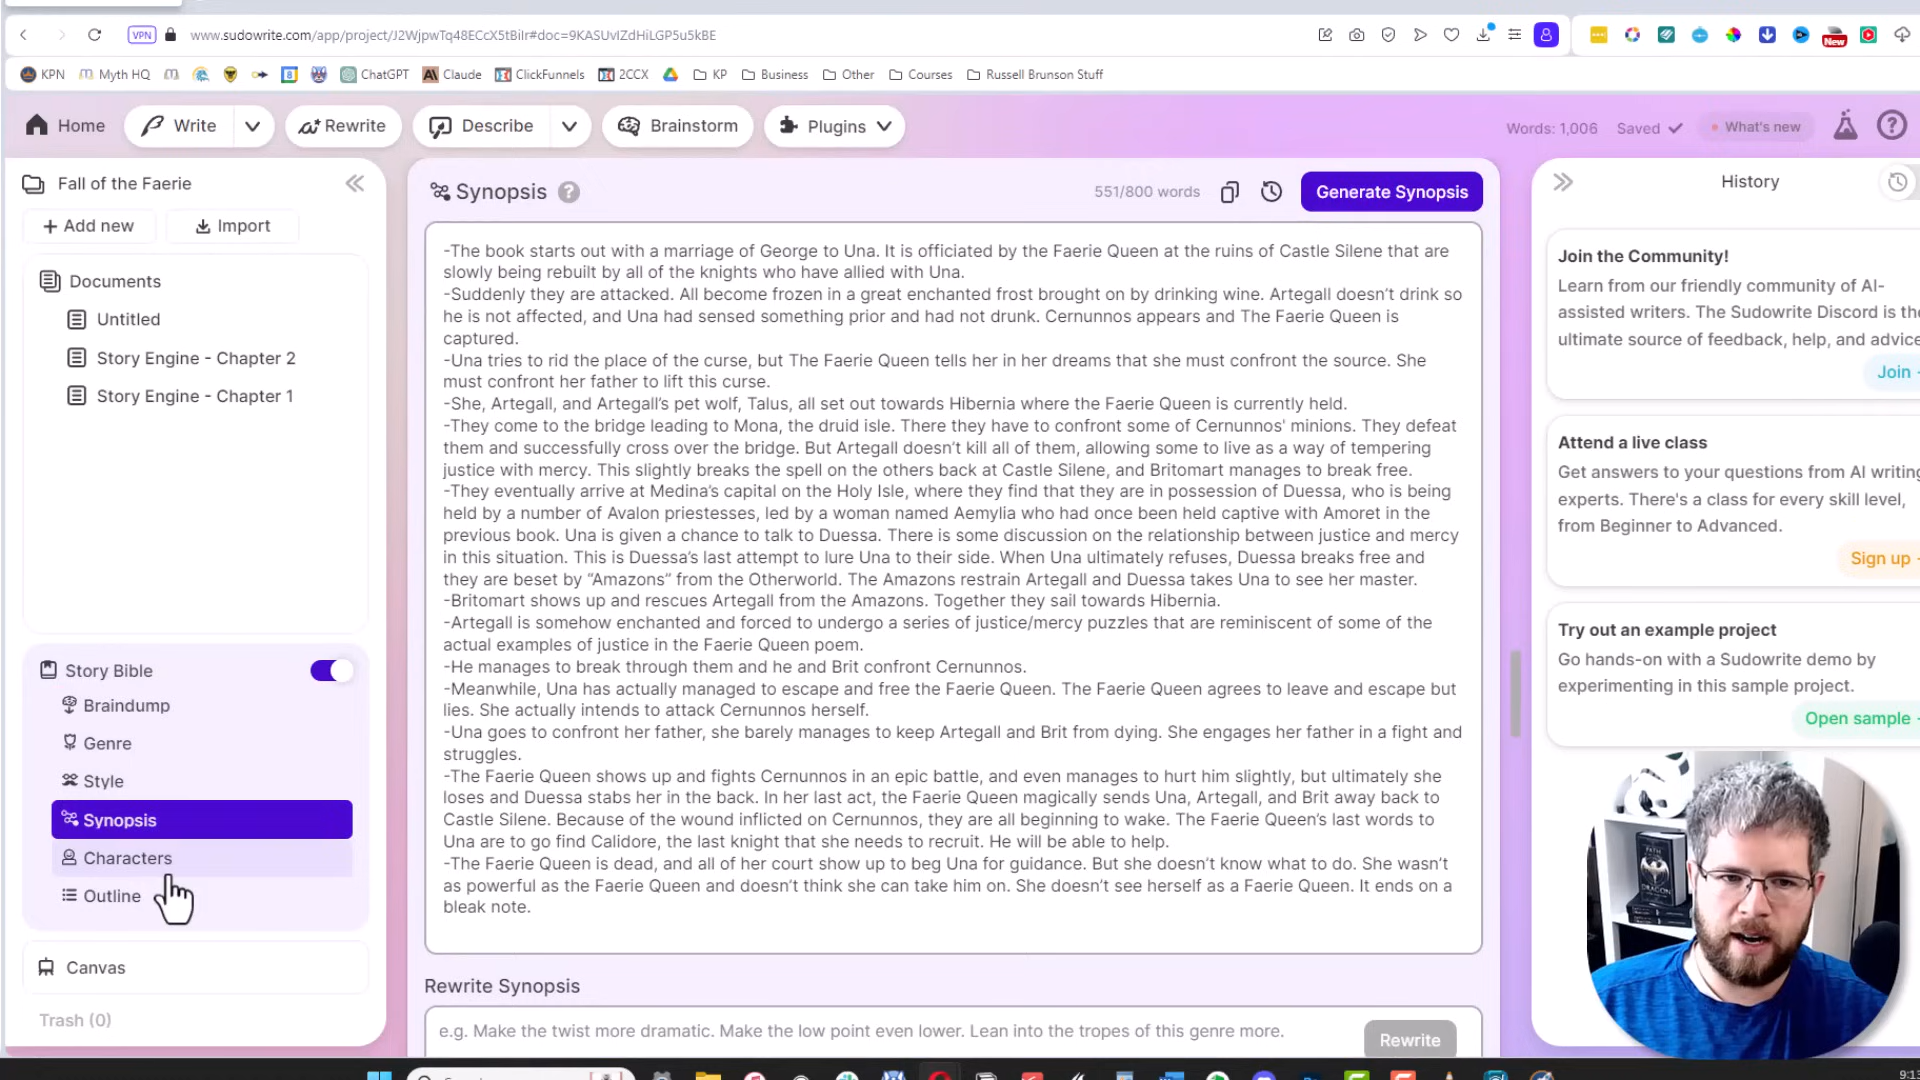 VPN
www.sudowrite.com/app/project/J2WjpwTq48ECcX5tBilr#doc=9KASUvIZdHiLGP5u5kBE
New
KPN
Myth HQ
8
ChatGPT
Claude
ClickFunnels
2CCX
KP
Business
Other
Courses
Russell Brunson Stuff
Home
Write
Rewrite
Describe
Brainstorm
Plugins
Words: 1,006
Saved
What's new
Fall of the Faerie
+ Add new
Import
Documents
Untitled
Story Engine - Chapter 2
Story Engine - Chapter 1
Story Bible
Braindump
Genre
Style
Synopsis
Characters
Outline
Canvas
Trash (0)
Synopsis
551/800 words
Generate Synopsis
-The book starts out with a marriage of George to Una. It is officiated by the Faerie Queen at the ruins of Castle Silene that are
slowly being rebuilt by all of the knights who have allied with Una.
-Suddenly they are attacked. All become frozen in a great enchanted frost brought on by drinking wine. Artegall doesn't drink so
he is not affected, and Una had sensed something prior and had not drunk. Cernunnos appears and The Faerie Queen is
captured.
-Una tries to rid the place of the curse, but The Faerie Queen tells her in her dreams that she must confront the source. She
must confront her father to lift this curse.
-She, Artegall, and Artegall's pet wolf, Talus, all set out towards Hibernia where the Faerie Queen is currently held.
-They come to the bridge leading to Mona, the druid isle. There they have to confront some of Cernunnos' minions. They defeat
them and successfully cross over the bridge. But Artegall doesn't kill all of them, allowing some to live as a way of tempering
justice with mercy. This slightly breaks the spell on the others back at Castle Silene, and Britomart manages to break free.
-They eventually arrive at Medina's capital on the Holy Isle, where they find that they are in possession of Duessa, who is being
held by a number of Avalon priestesses, led by a woman named Aemylia who had once been held captive with Amoret in the
previous book. Una is given a chance to talk to Duessa. There is some discussion on the relationship between justice and mercy
in this situation. This is Duessa's last attempt to lure Una to their side. When Una ultimately refuses, Duessa breaks free and
they are beset by “Amazons” from the Otherworld. The Amazons restrain Artegall and Duessa takes Una to see her master.
-Britomart shows up and rescues Artegall from the Amazons. Together they sail towards Hibernia.
-Artegall is somehow enchanted and forced to undergo a series of justice/mercy puzzles that are reminiscent of some of the
actual examples of justice in the Faerie Queen poem.
-He manages to break through them and he and Brit confront Cernunnos.
-Meanwhile, Una has actually managed to escape and free the Faerie Queen. The Faerie Queen agrees to leave and escape but
lies. She actually intends to attack Cernunnos herself.
-Una goes to confront her father, she barely manages to keep Artegall and Brit from dying. She engages her father in a fight and
struggles.
-The Faerie Queen shows up and fights Cernunnos in an epic battle, and even manages to hurt him slightly, but ultimately she
loses and Duessa stabs her in the back. In her last act, the Faerie Queen magically sends Una, Artegall, and Brit away back to
Castle Silene. Because of the wound inflicted on Cernunnos, they are all beginning to wake. The Faerie Queen's last words to
Una are to go find Calidore, the last knight that she needs to recruit. He will be able to help.
-The Faerie Queen is dead, and all of her court show up to beg Una for guidance. But she doesn't know what to do. She wasn't
as powerful as the Faerie Queen and doesn't think she can take him on. She doesn't see herself as a Faerie Queen. It ends on a
bleak note.
Rewrite Synopsis
e.g. Make the twist more dramatic. Make the low point even lower. Lean into the tropes of this genre more.
Rewrite
History
Join the Community!
Learn from our friendly community of AI-
assisted writers. The Sudowrite Discord is the
ultimate source of feedback, help, and advice
Join
Attend a live class
Get answers to your questions from AI writing
experts. There's a class for every skill level,
from Beginner to Advanced.
Sign up
Try out an example project
Go hands-on with a Sudowrite demo by
experimenting in this sample project.
Open sample
DRAGON
9:13